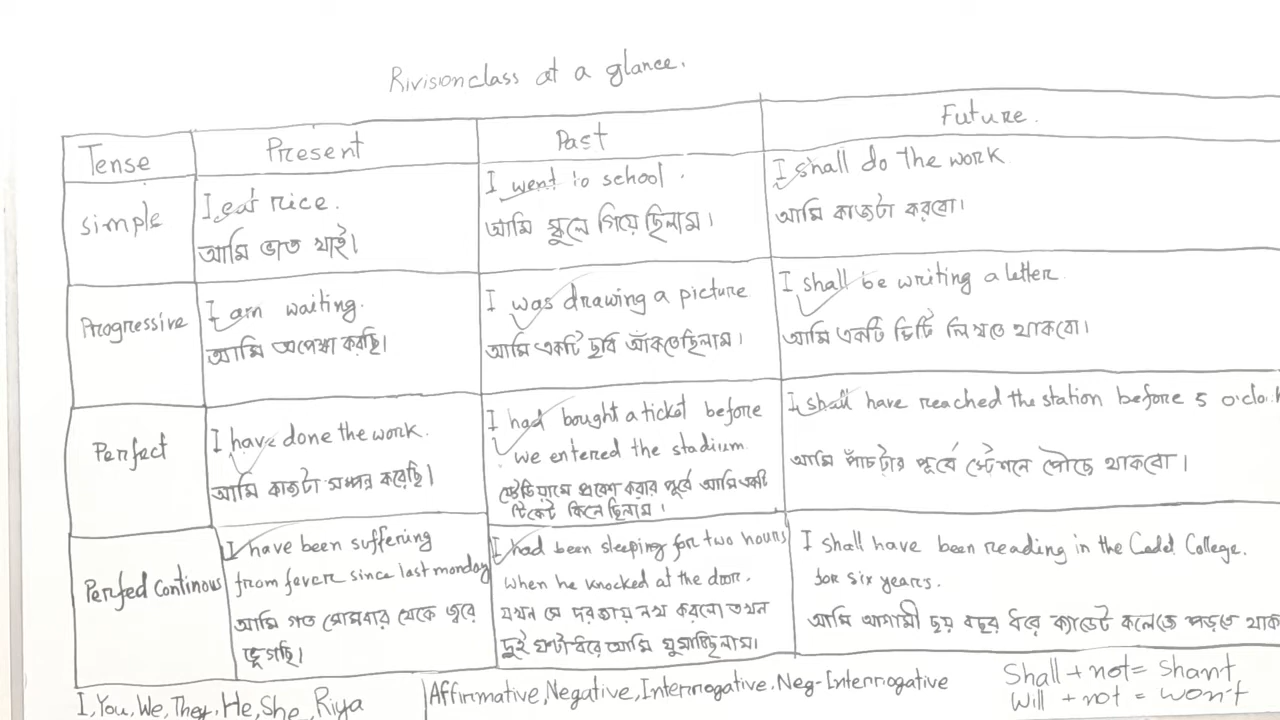 Rivision class at a glance.
Tense Present Past Future.
simple
I eat rice.
আমি ভাত খাই।
I went to school.
আমি স্কুলে গিয়ে ছিলাম।
I shall do the work
আমি কাজটা করবো।
Progressive
I am waiting.
আমি অপেক্ষা করছি।
I was drawing a picture
আমি একটি ছবি আঁকতেছিলাম।
I shall be writing a letter.
আমি একটি চিঠি লিখতে থাকবো।
Perfect
I have done the work.
আমি কাজটা সম্পন্ন করেছি।
I had bought a ticket before
we entered the stadium.
স্টেডিয়ামে প্রবেশ করার পূর্বে আমি একটি
টিকেট কিনে ছিলাম।
I shall have reached the station before 5 o'clo
আমি পাঁচটার পূর্বে স্টেশনে পৌছে থাকবো।
Perfect Continous
I have been suffering
from fever since last monday
আমি গত সোমবার থেকে জ্বরে
ভূগছি।
I had been sleeping for two hours
when he knocked at the door.
যখন সে দরজায় নখ করলো তখন
দুই ঘণ্টা ধরে আমি ঘুমাচ্ছিলাম।
I shall have been reading in the Cadet College.
for six years.
আমি আগামী ছয় বছর ধরে ক্যাডেট কলেজে পড়তে থাক
I, You, We, They, He, She, Riya
Affirmative, Negative, Interrogative, Neg-Interrogative
Shall + not = Shan't
Will + not = won't